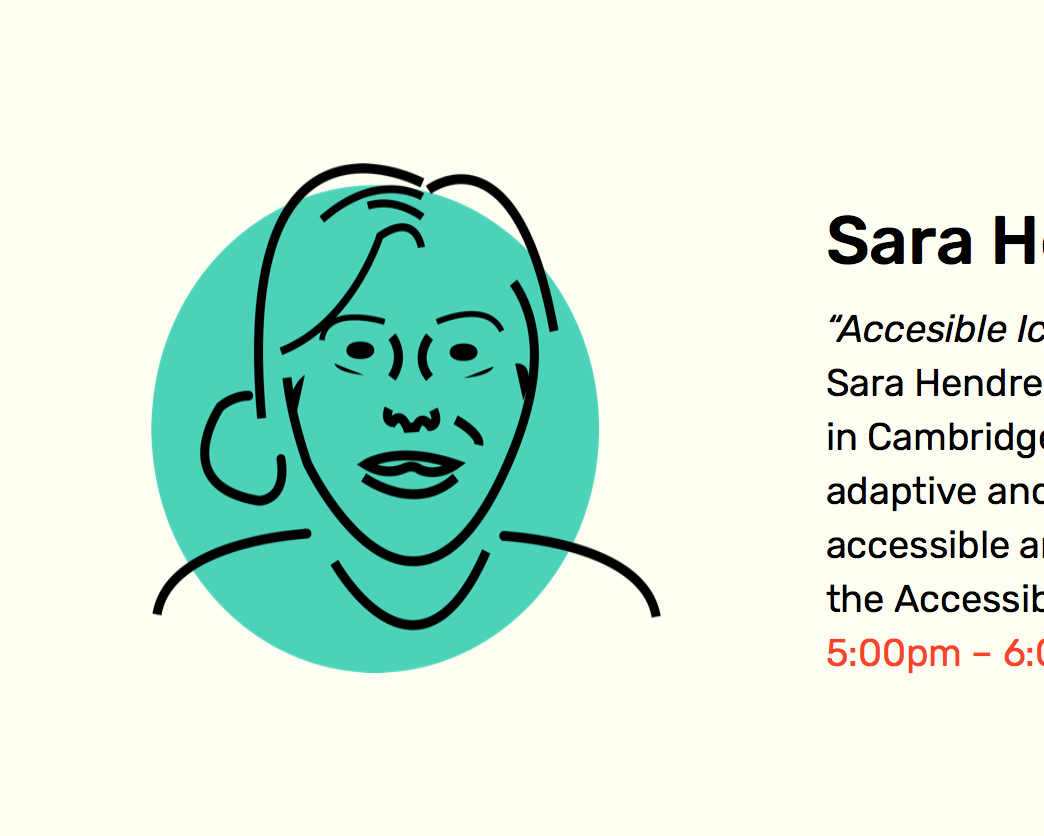 Sara He
“Accesible Ic
Sara Hendre
in Cambridge
adaptive and
accessible ar
the Accessib
5:00pm – 6:0